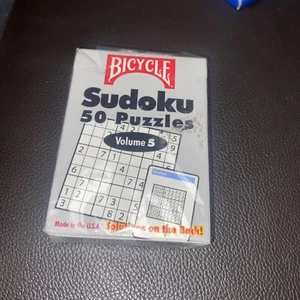 BICYCLE
Sudoku
50 Puzzles
Volume 5
Made in the U.S.A.
Solutions on the Back!